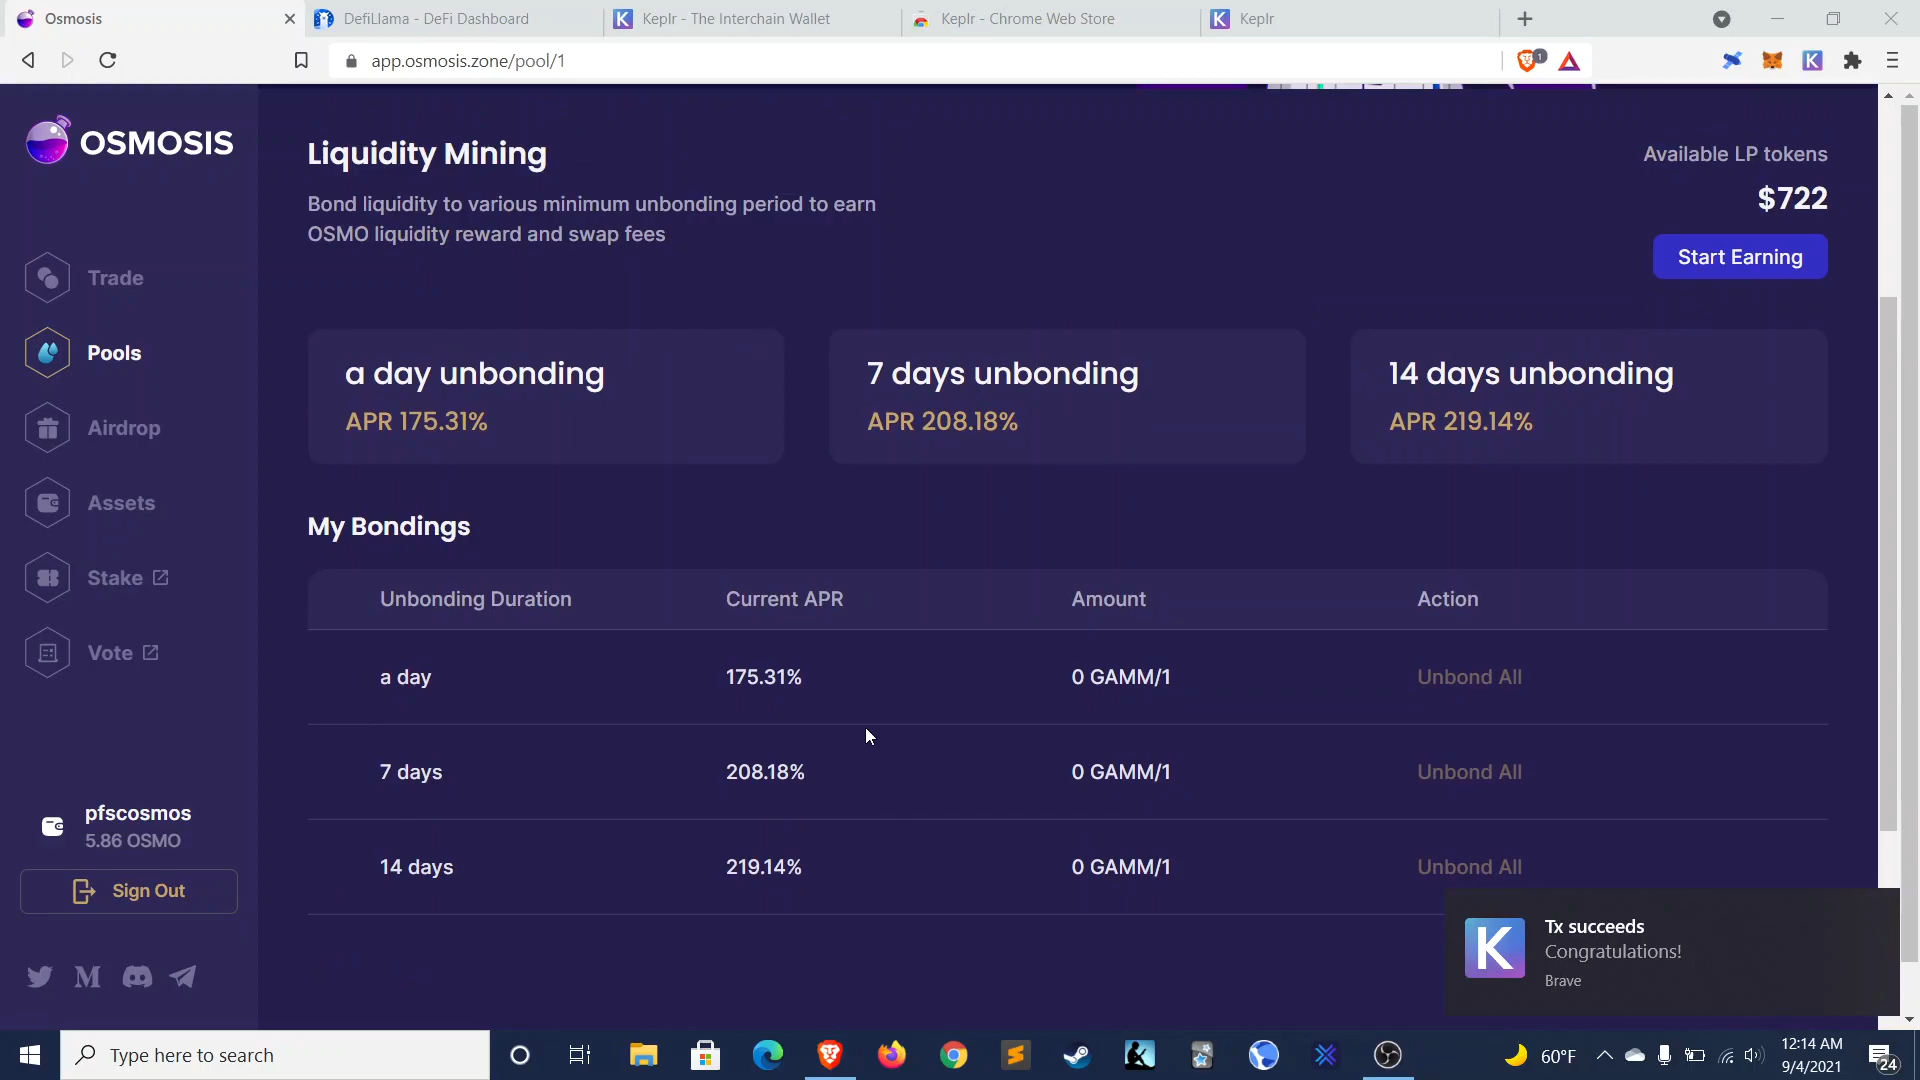 Osmosis
DefiLlama - DeFi Dashboard
Keplr - The Interchain Wallet
Keplr - Chrome Web Store
Keplr
app.osmosis.zone/pool/1
1
OSMOSIS
Trade
Pools
Airdrop
Assets
Stake
Vote
pfscosmos
5.86 OSMO
Sign Out
Liquidity Mining
Bond liquidity to various minimum unbonding period to earn
OSMO liquidity reward and swap fees
Available LP tokens
$722
Start Earning
a day unbonding
APR 175.31%
7 days unbonding
APR 208.18%
14 days unbonding
APR 219.14%
My Bondings
Unbonding Duration Current APR Amount Action
a day 175.31% 0 GAMM/1 Unbond All
7 days 208.18% 0 GAMM/1 Unbond All
14 days 219.14% 0 GAMM/1 Unbond All
K
Tx succeeds
Congratulations!
Brave
Type here to search
60°F
12:14 AM
9/4/2021
24